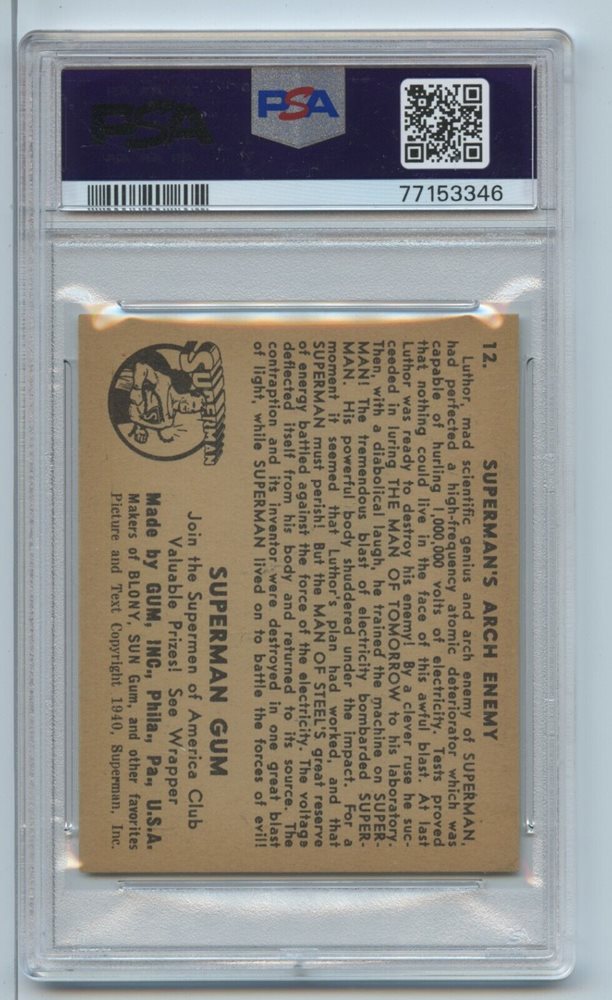 PSA
PSA
77153346
12. SUPERMAN'S ARCH ENEMY
Luthor, mad scientific genius and arch enemy of SUPERMAN,
had perfected a high-frequency atomic deteriorator which was
capable of hurling 1,000,000 volts of electricity. Tests proved
that nothing could live in the face of this awful blast. At last
Luthor was ready to destroy his enemy! By a clever ruse he suc-
ceeded in luring THE MAN OF TOMORROW to his laboratory.
Then, with a diabolical laugh, he trained the machine on SUPER-
MAN! The tremendous blast of electricity bombarded SUPER-
MAN. His powerful body shuddered under the impact. For a
moment it seemed that Luthor's plan had worked, and that
SUPERMAN must perish! But the MAN OF STEEL'S great reserve
of energy battled against the force of the electricity. The voltage
deflected itself from his body and returned to its source. The
contraption and its inventor were destroyed in one great blast
of light, while SUPERMAN lived on to battle the forces of evil!
SUPERMAN
SUPERMAN GUM
Join the Supermen of America Club
Valuable Prizes! See Wrapper
Made by GUM, INC., Phila., Pa., U.S.A.
Makers of BLONY, SUN Gum, and other favorites
Picture and Text Copyright 1940, Superman, Inc.